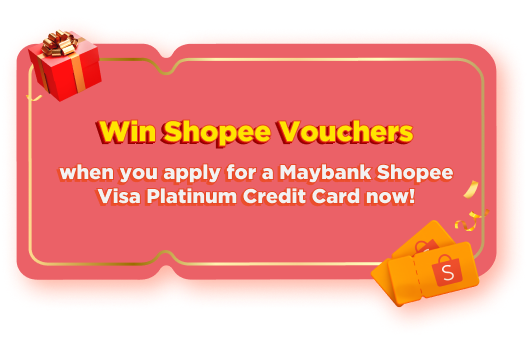 Win Shopee Vouchers
when you apply for a Maybank Shopee
Visa Platinum Credit Card now!
S